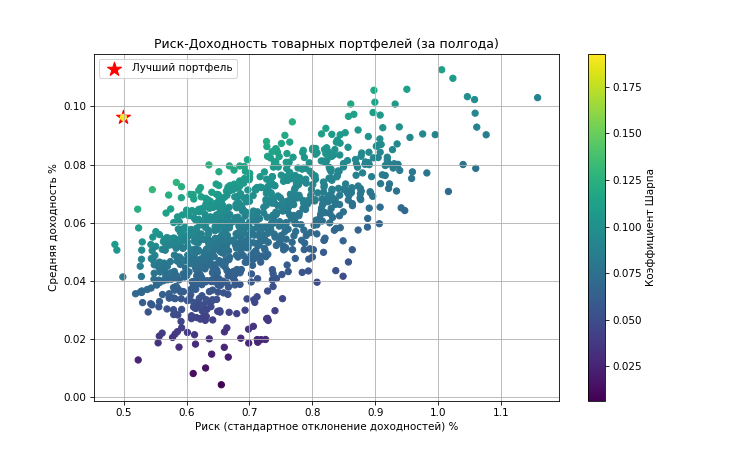 Риск-Доходность товарных портфелей (за полгода)
Лучший портфель
Средняя доходность %
0.10
0.08
0.06
0.04
0.02
0.00
0.5 0.6 0.7 0.8 0.9 1.0 1.1
Риск (стандартное отклонение доходностей) %
0.175
0.150
0.125
0.100
0.075
0.050
0.025
Коэффициент Шарпа